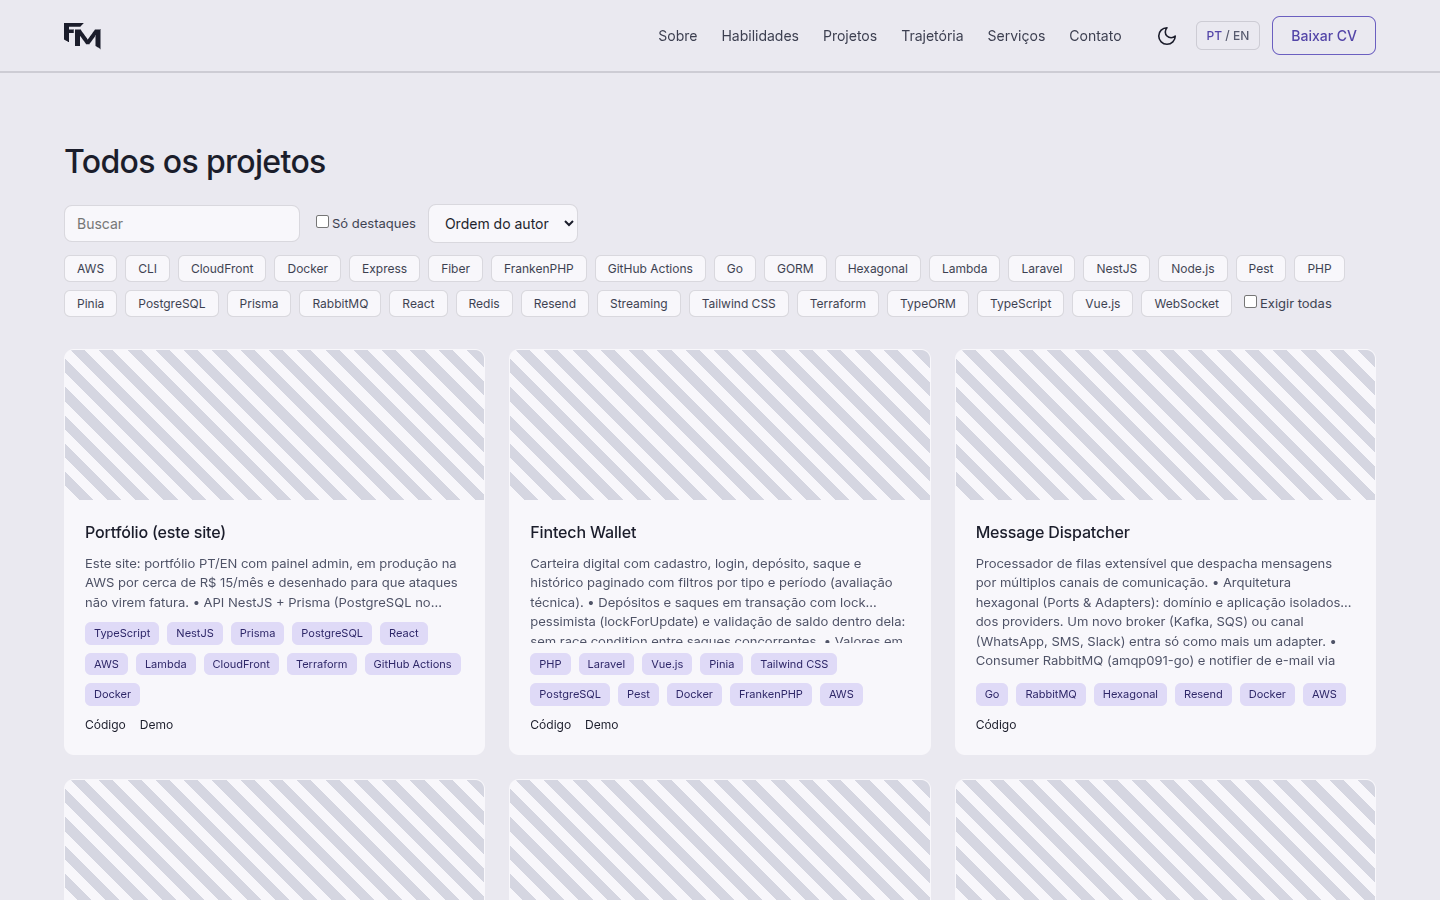 FM
Sobre Habilidades Projetos Trajetória Serviços Contato PT / EN Baixar CV
Todos os projetos
Buscar Só destaques Ordem do autor
AWS CLI CloudFront Docker Express Fiber FrankenPHP GitHub Actions Go GORM Hexagonal Lambda Laravel NestJS Node.js Pest PHP
Pinia PostgreSQL Prisma RabbitMQ React Redis Resend Streaming Tailwind CSS Terraform TypeORM TypeScript Vue.js WebSocket Exigir todas
Portfólio (este site)
Este site: portfólio PT/EN com painel admin, em produção na
AWS por cerca de R$ 15/mês e desenhado para que ataques
não virem fatura. • API NestJS + Prisma (PostgreSQL no...
TypeScript NestJS Prisma PostgreSQL React
AWS Lambda CloudFront Terraform GitHub Actions
Docker
Código Demo
Fintech Wallet
Carteira digital com cadastro, login, depósito, saque e
histórico paginado com filtros por tipo e período (avaliação
técnica). • Depósitos e saques em transação com lock...
pessimista (lockForUpdate) e validação de saldo dentro dela:
sem race condition entre saques concorrentes. • Valores em
PHP Laravel Vue.js Pinia Tailwind CSS
PostgreSQL Pest Docker FrankenPHP AWS
Código Demo
Message Dispatcher
Processador de filas extensível que despacha mensagens
por múltiplos canais de comunicação. • Arquitetura
hexagonal (Ports & Adapters): domínio e aplicação isolados...
dos providers. Um novo broker (Kafka, SQS) ou canal
(WhatsApp, SMS, Slack) entra só como mais um adapter. •
Consumer RabbitMQ (amqp091-go) e notifier de e-mail via
Go RabbitMQ Hexagonal Resend Docker AWS
Código